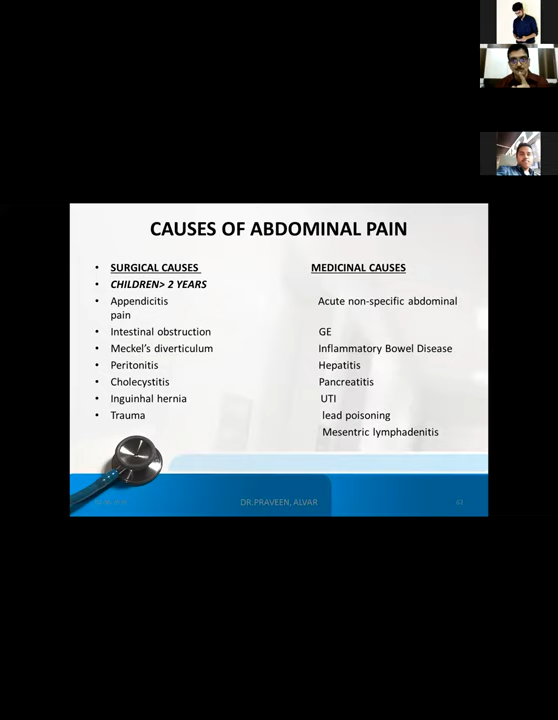 CAUSES OF ABDOMINAL PAIN
• SURGICAL CAUSES MEDICINAL CAUSES
• CHILDREN> 2 YEARS
• Appendicitis Acute non-specific abdominal
pain
• Intestinal obstruction GE
• Meckel's diverticulum Inflammatory Bowel Disease
• Peritonitis Hepatitis
• Cholecystitis Pancreatitis
• Inguinhal hernia UTI
• Trauma lead poisoning
Mesentric lymphadenitis
DR.PRAVEEN, ALVAR